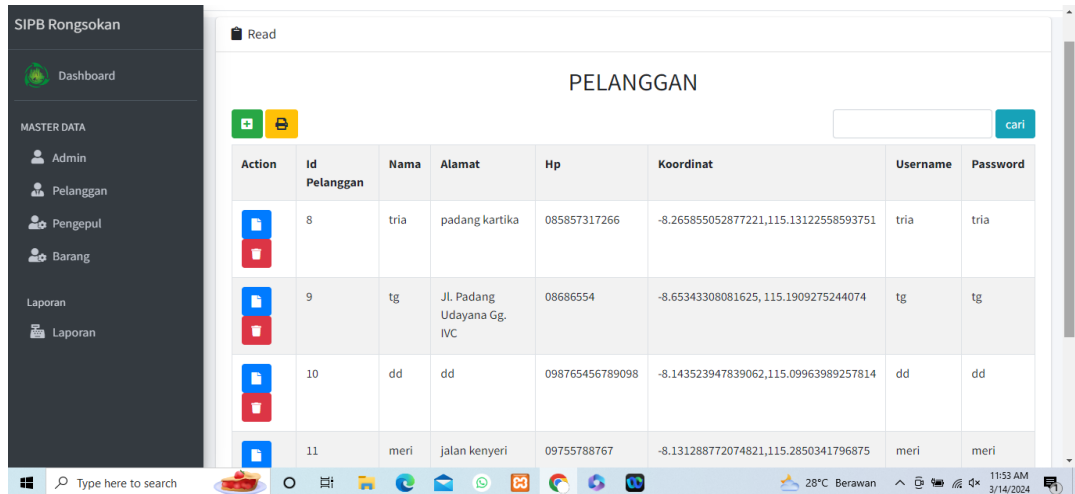 SIPB Rongsokan
Dashboard
MASTER DATA
Admin
Pelanggan
Pengepul
Barang
Laporan
Laporan
Read
PELANGGAN
cari
Action Id Pelanggan Nama Alamat Hp Koordinat Username Password
8 tria padang kartika 085857317266 -8.265855052877221,115.13122558593751 tria tria
9 tg Jl. Padang Udayana Gg. IVC 08686554 -8.65343308081625, 115.1909275244074 tg tg
10 dd dd 098765456789098 -8.143523947839062,115.09963989257814 dd dd
11 meri jalan kenyeri 09755788767 -8.131288772074821,115.2850341796875 meri meri
Type here to search
28°C Berawan
11:53 AM
3/14/2024